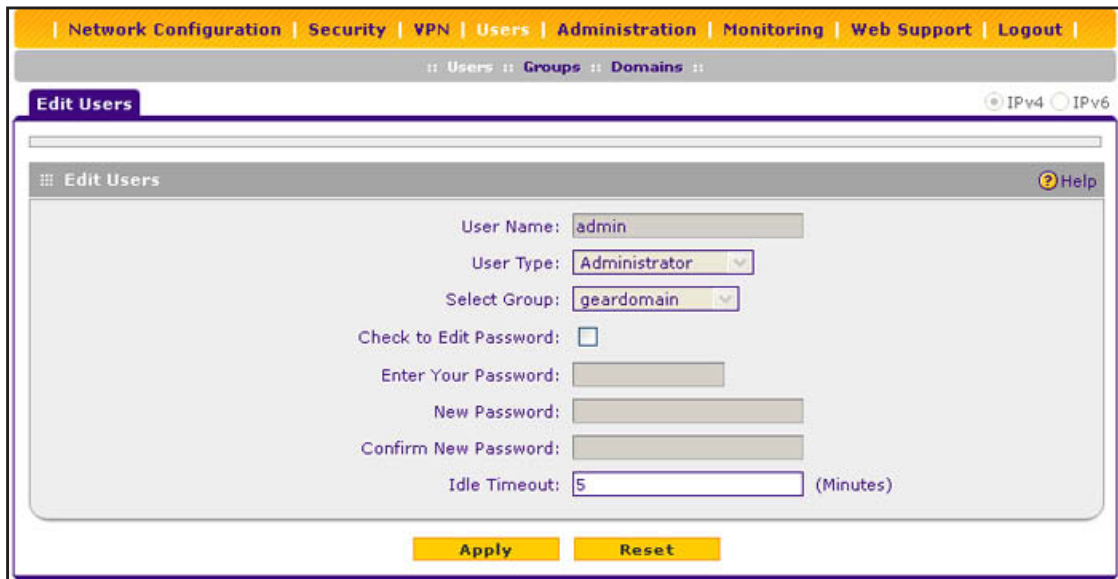 | Network Configuration | Security | VPN | Users | Administration | Monitoring | Web Support | Logout |
:: Users :: Groups :: Domains ::
Edit Users
IPv4 IPv6
Edit Users
? Help
User Name: admin
User Type: Administrator
Select Group: geardomain
Check to Edit Password:
Enter Your Password:
New Password:
Confirm New Password:
Idle Timeout: 5 (Minutes)
Apply Reset